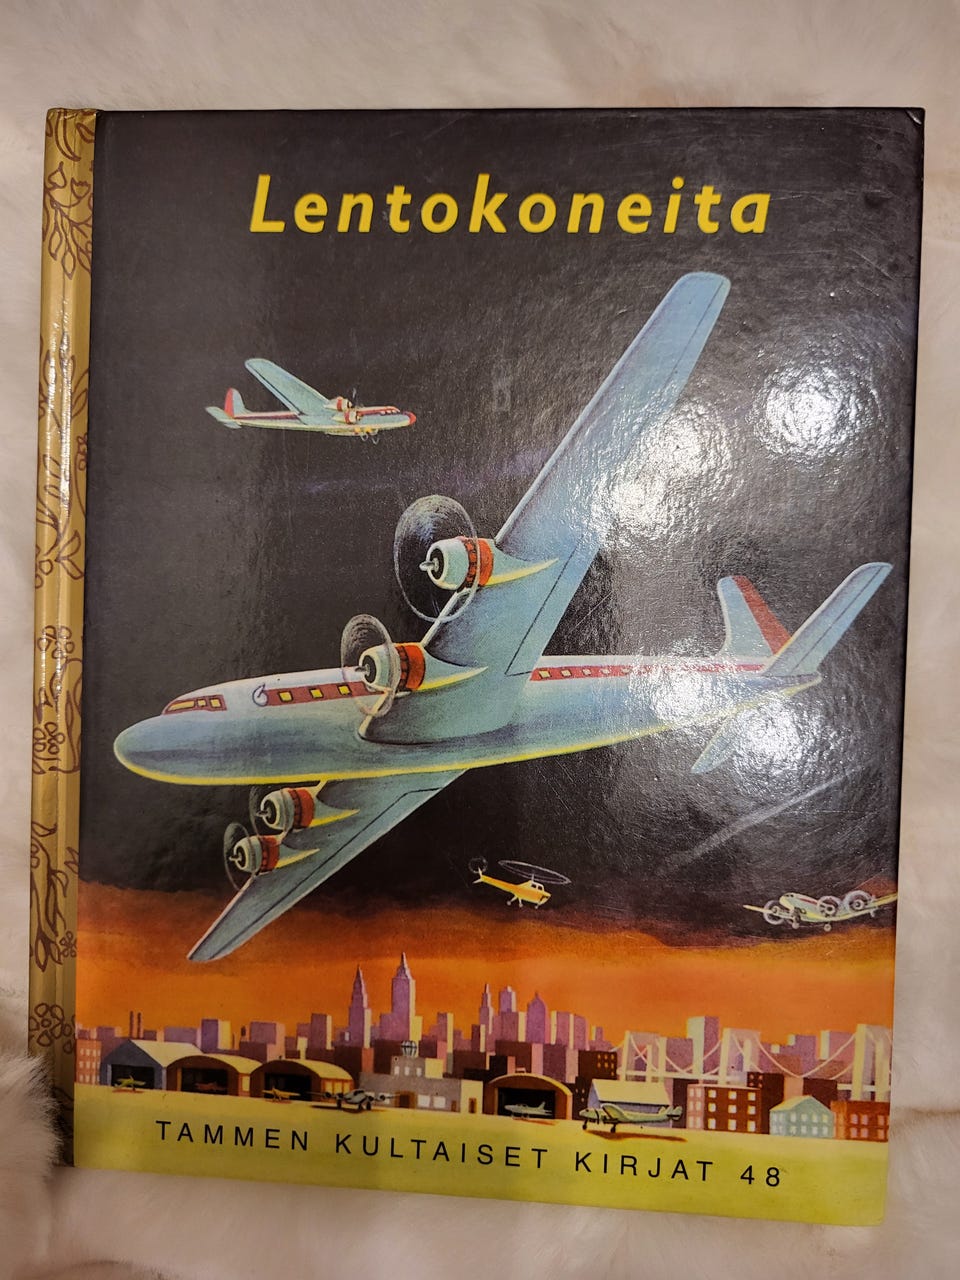 Lentokoneita
TAMMEN KULTAISET KIRJAT 48